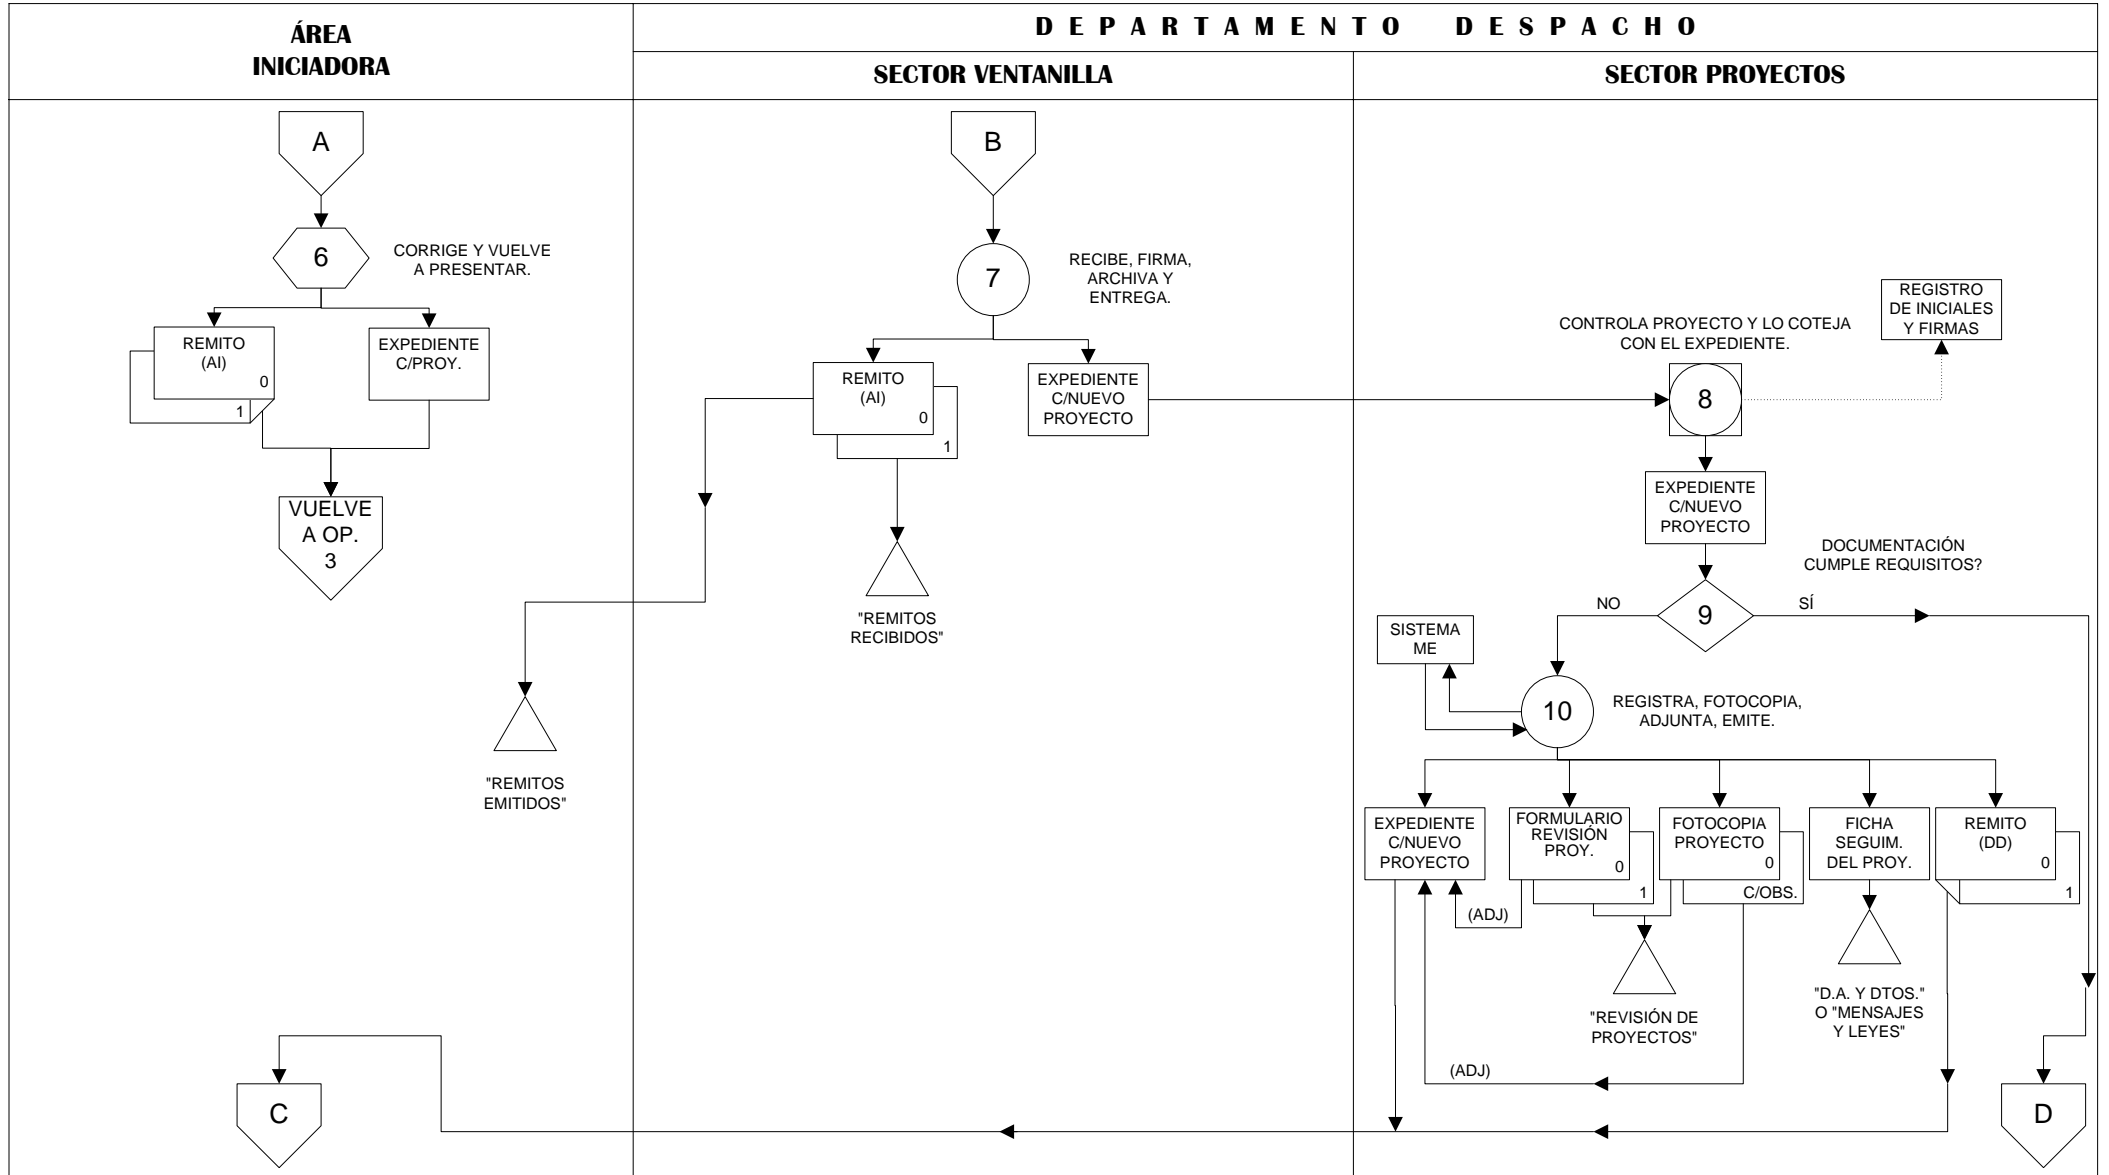 ÁREA
INICIADORA
DEPARTAMENTO DESPACHO
SECTOR VENTANILLA
SECTOR PROYECTOS
A
6
CORRIGE Y VUELVE
A PRESENTAR.
REMITO
(AI)
0
1
EXPEDIENTE
C/PROY.
VUELVE
A OP.
3
"REMITOS
EMITIDOS"
C
B
7
RECIBE, FIRMA,
ARCHIVA Y
ENTREGA.
REMITO
(AI)
0
1
EXPEDIENTE
C/NUEVO
PROYECTO
"REMITOS
RECIBIDOS"
REGISTRO
DE INICIALES
Y FIRMAS
CONTROLA PROYECTO Y LO COTEJA
CON EL EXPEDIENTE.
8
EXPEDIENTE
C/NUEVO
PROYECTO
DOCUMENTACIÓN
CUMPLE REQUISITOS?
NO
9
SÍ
SISTEMA
ME
10
REGISTRA, FOTOCOPIA,
ADJUNTA, EMITE.
EXPEDIENTE
C/NUEVO
PROYECTO
FORMULARIO
REVISIÓN
PROY.
0
1
FOTOCOPIA
PROYECTO
0
C/OBS.
FICHA
SEGUIM.
DEL PROY.
REMITO
(DD)
0
1
(ADJ)
"REVISIÓN DE
PROYECTOS"
"D.A. Y DTOS."
O "MENSAJES
Y LEYES"
(ADJ)
D